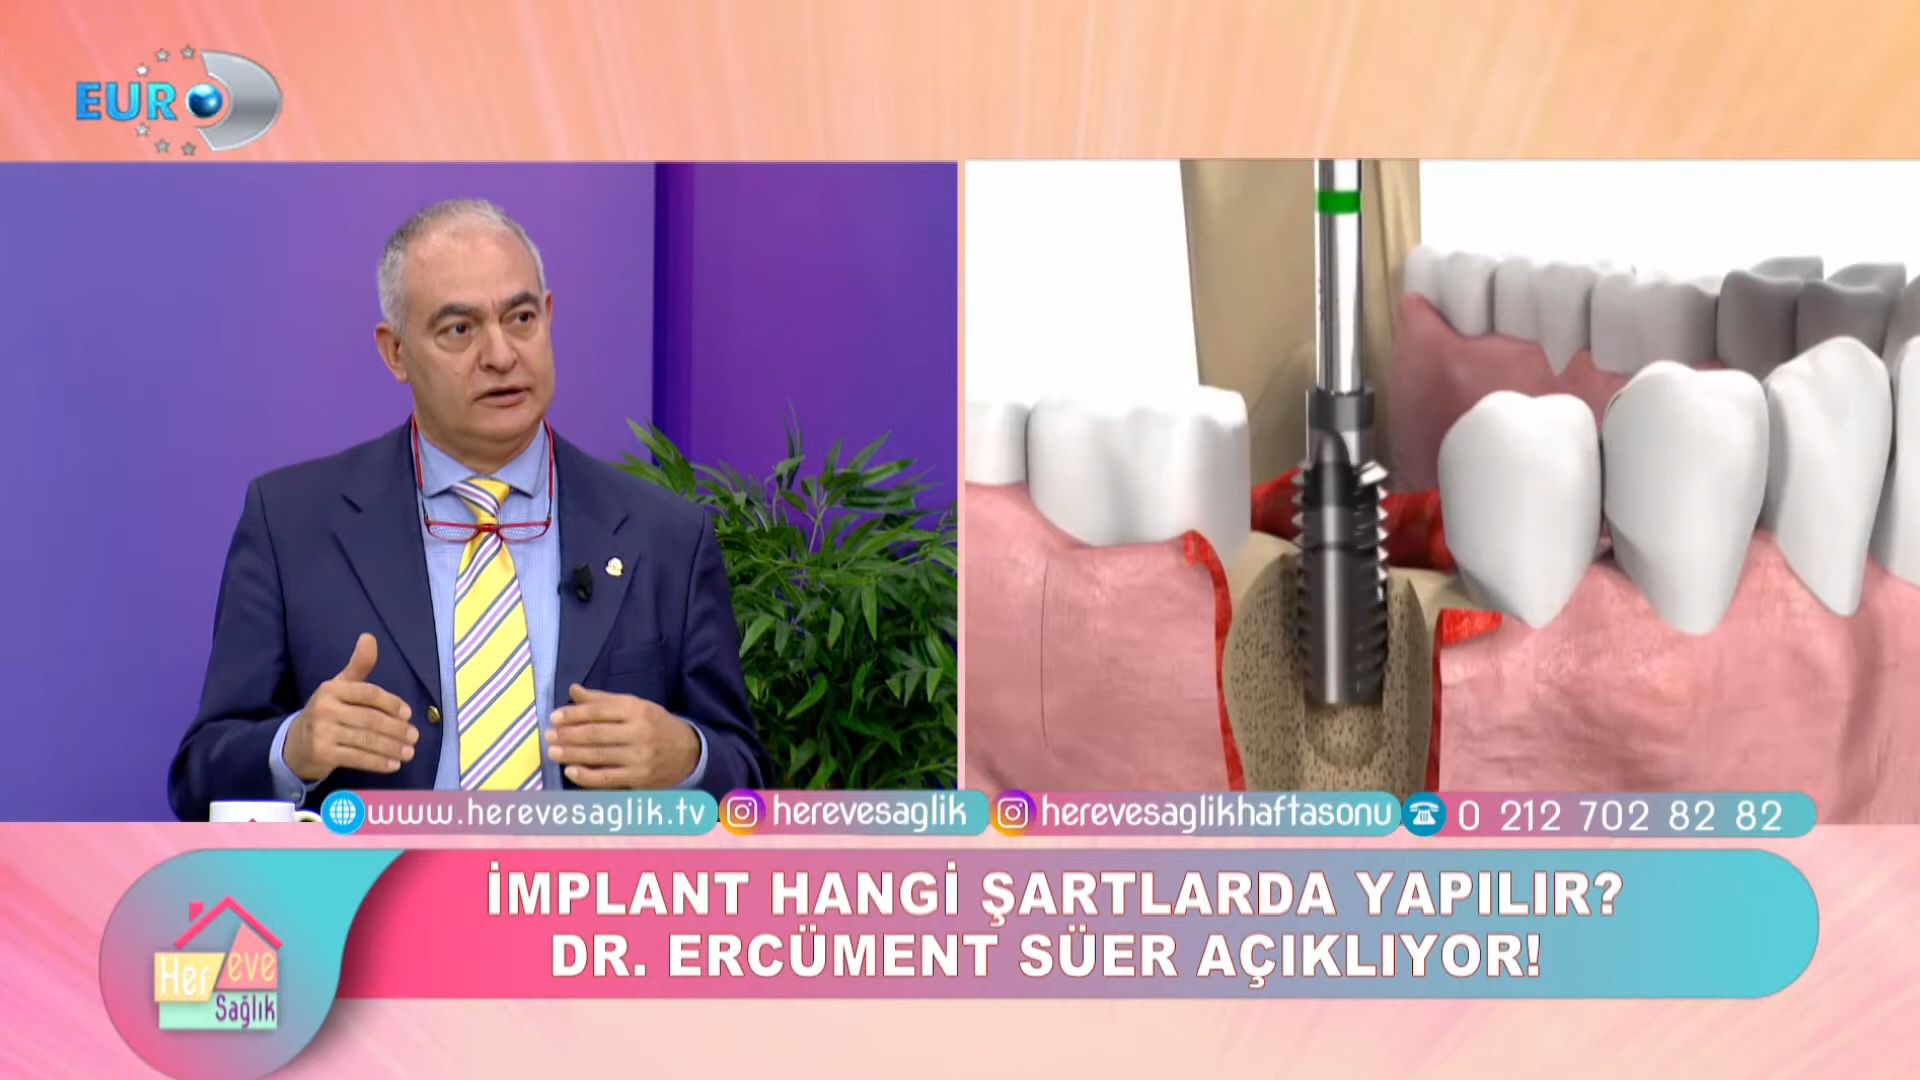 EURO D
www.herevesaglik.tv
herevesaglik
herevesaglikhaftasonu
0 212 702 82 82
İMPLANT HANGİ ŞARTLARDA YAPILIR?
DR. ERCÜMENT SÜER AÇIKLIYOR!
Her eve
Sağlık